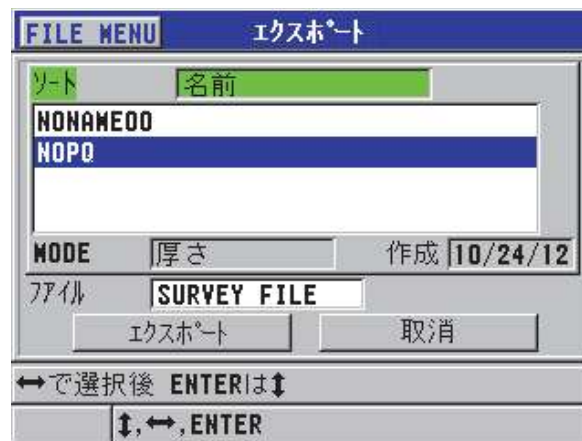 FILE MENU ｴｸｽﾎﾟｰﾄ
ｿｰﾄ 名前
NONAME00
NOPQ
MODE 厚さ 作成 10/24/12
ﾌｱｲﾙ SURVEY FILE
ｴｸｽﾎﾟｰﾄ 取消
↔で選択後 ENTERは↕
↕,↔,ENTER